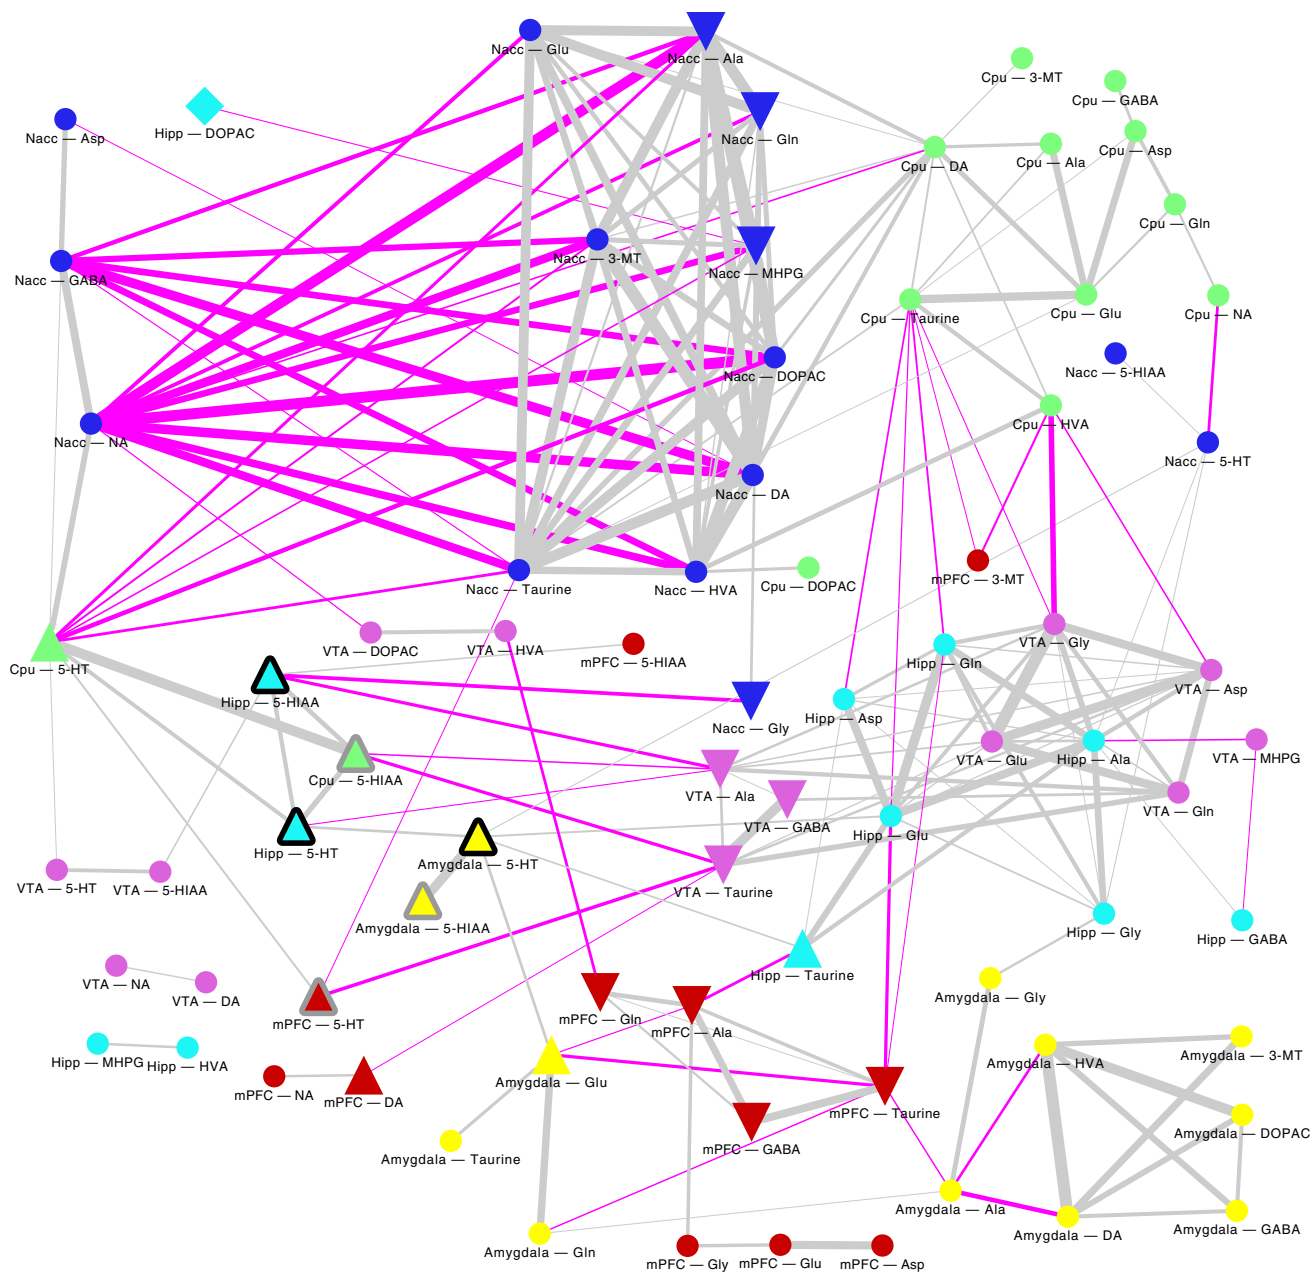 Nacc — Glu
Nacc — Ala
Cpu — 3-MT
Cpu — GABA
Nacc — Asp
Hipp — DOPAC
Nacc — Gln
Cpu — DA
Cpu — Ala
Cpu — Asp
Cpu — Gln
Nacc — GABA
Nacc — 3-MT
Nacc — MHPG
Cpu — Taurine
Cpu — Glu
Cpu — NA
Nacc — 5-HIAA
Nacc — DOPAC
Cpu — HVA
Nacc — NA
Nacc — 5-HT
Nacc — DA
Nacc — Taurine
Nacc — HVA
Cpu — DOPAC
mPFC — 3-MT
Cpu — 5-HT
VTA — DOPAC
VTA — HVA
mPFC — 5-HIAA
VTA — Gly
Hipp — Gln
VTA — Asp
Hipp — 5-HIAA
Nacc — Gly
Hipp — Asp
VTA — Glu
Hipp — Ala
VTA — MHPG
Cpu — 5-HIAA
VTA — Ala
VTA — GABA
VTA — Gln
Hipp — 5-HT
Amygdala — 5-HT
Hipp — Glu
VTA — 5-HT
VTA — 5-HIAA
VTA — Taurine
Amygdala — 5-HIAA
Hipp — Gly
Hipp — GABA
VTA — NA
VTA — DA
Hipp — Taurine
Amygdala — Gly
mPFC — 5-HT
mPFC — Gln
mPFC — Ala
Hipp — MHPG
Hipp — HVA
Amygdala — HVA
Amygdala — 3-MT
mPFC — NA
mPFC — DA
Amygdala — Glu
mPFC — Taurine
Amygdala — DOPAC
Amygdala — Taurine
mPFC — GABA
Amygdala — Ala
Amygdala — DA
Amygdala — GABA
Amygdala — Gln
mPFC — Gly
mPFC — Glu
mPFC — Asp